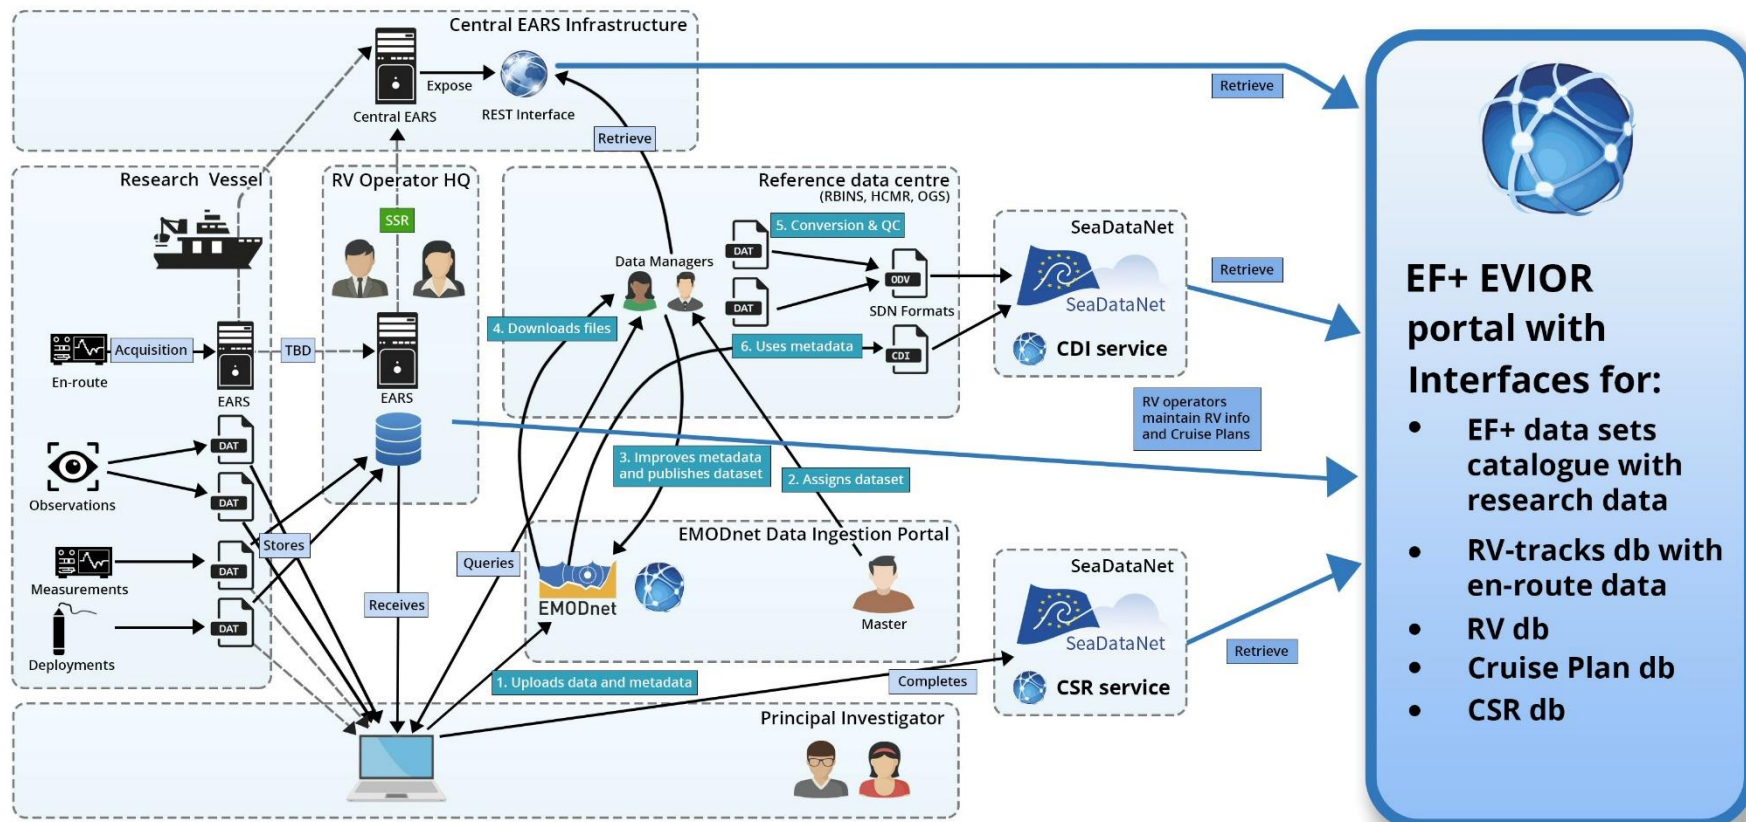 Central EARS Infrastructure
Expose
Central EARS
REST Interface
Retrieve
Retrieve
Research Vessel
RV Operator HQ
SSR
Reference data centre
(RBINS, HCMR, OGS)
5. Conversion & QC
DAT
DAT
Data Managers
ODV
SDN Formats
4. Downloads files
6. Uses metadata
CDI
SeaDataNet
SeaDataNet
CDI service
Retrieve
Acquisition
En-route
EARS
TBD
EARS
RV operators
maintain RV info
and Cruise Plans
DAT
DAT
Observations
Stores
DAT
Measurements
DAT
Deployments
3. Improves metadata
and publishes dataset
2. Assigns dataset
Queries
Receives
EMODnet Data Ingestion Portal
EMODnet
Master
1. Uploads data and metadata
Completes
SeaDataNet
SeaDataNet
CSR service
Retrieve
Principal Investigator
EF+ EVIOR
portal with
Interfaces for:
• EF+ data sets
catalogue with
research data
• RV-tracks db with
en-route data
• RV db
• Cruise Plan db
• CSR db